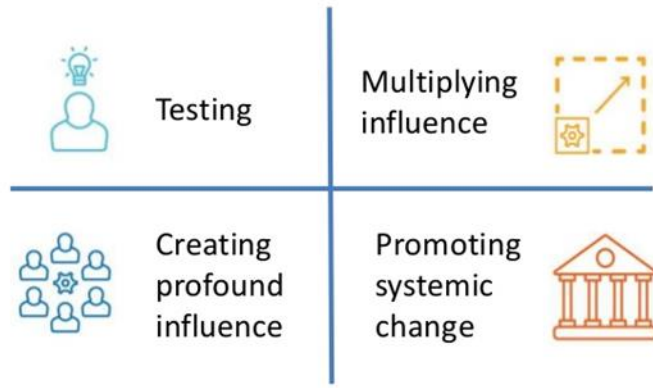 Testing
Multiplying
influence
Creating
profound
influence
Promoting
systemic
change